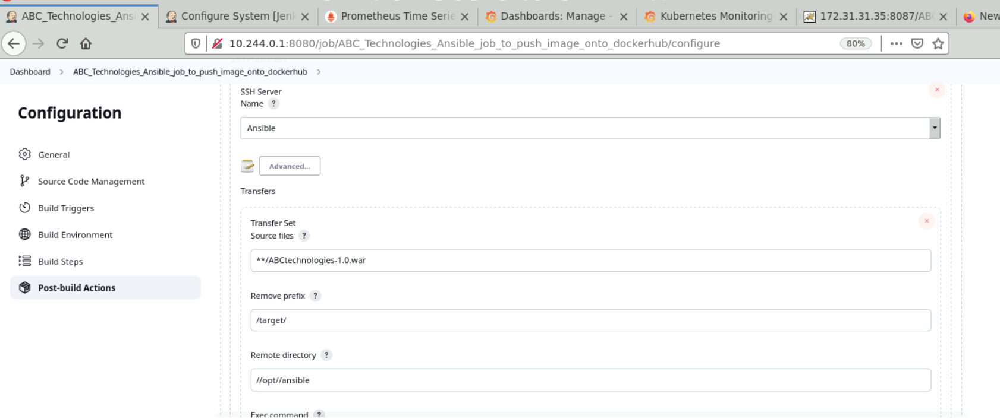 ABC_Technologies_Ansi
Configure System [Jenk
Prometheus Time Serie
Dashboards: Manage -
Kubernetes Monitoring
172.31.31.35:8087/ABC
New
10.244.0.1:8080/job/ABC_Technologies_Ansible_job_to_push_image_onto_dockerhub/configure
80%
Dashboard > ABC_Technologies_Ansible_job_to_push_image_onto_dockerhub >
Configuration
General
Source Code Management
Build Triggers
Build Environment
Build Steps
Post-build Actions
SSH Server
Name ?
Ansible
Advanced...
Transfers
Transfer Set
Source files ?
**/ABCtechnologies-1.0.war
Remove prefix ?
/target/
Remote directory ?
//opt//ansible
Exec command ?